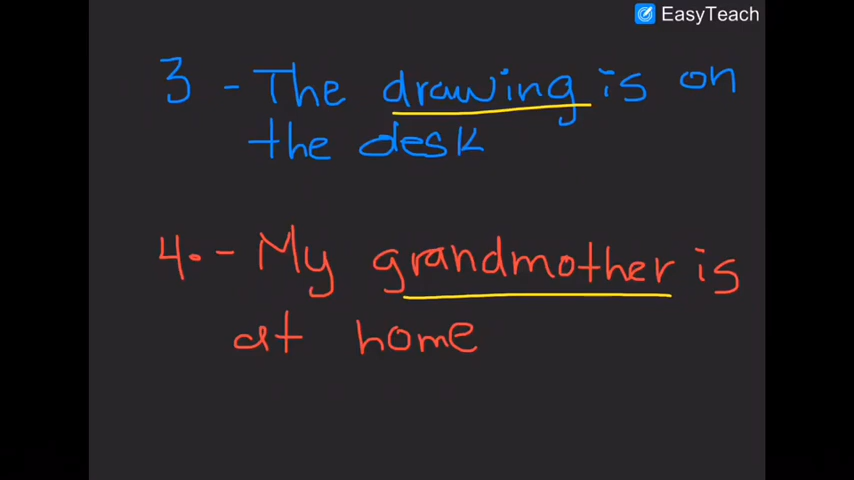 EasyTeach
3 - The drawing is on
the desk
4. - My grandmother is
at home